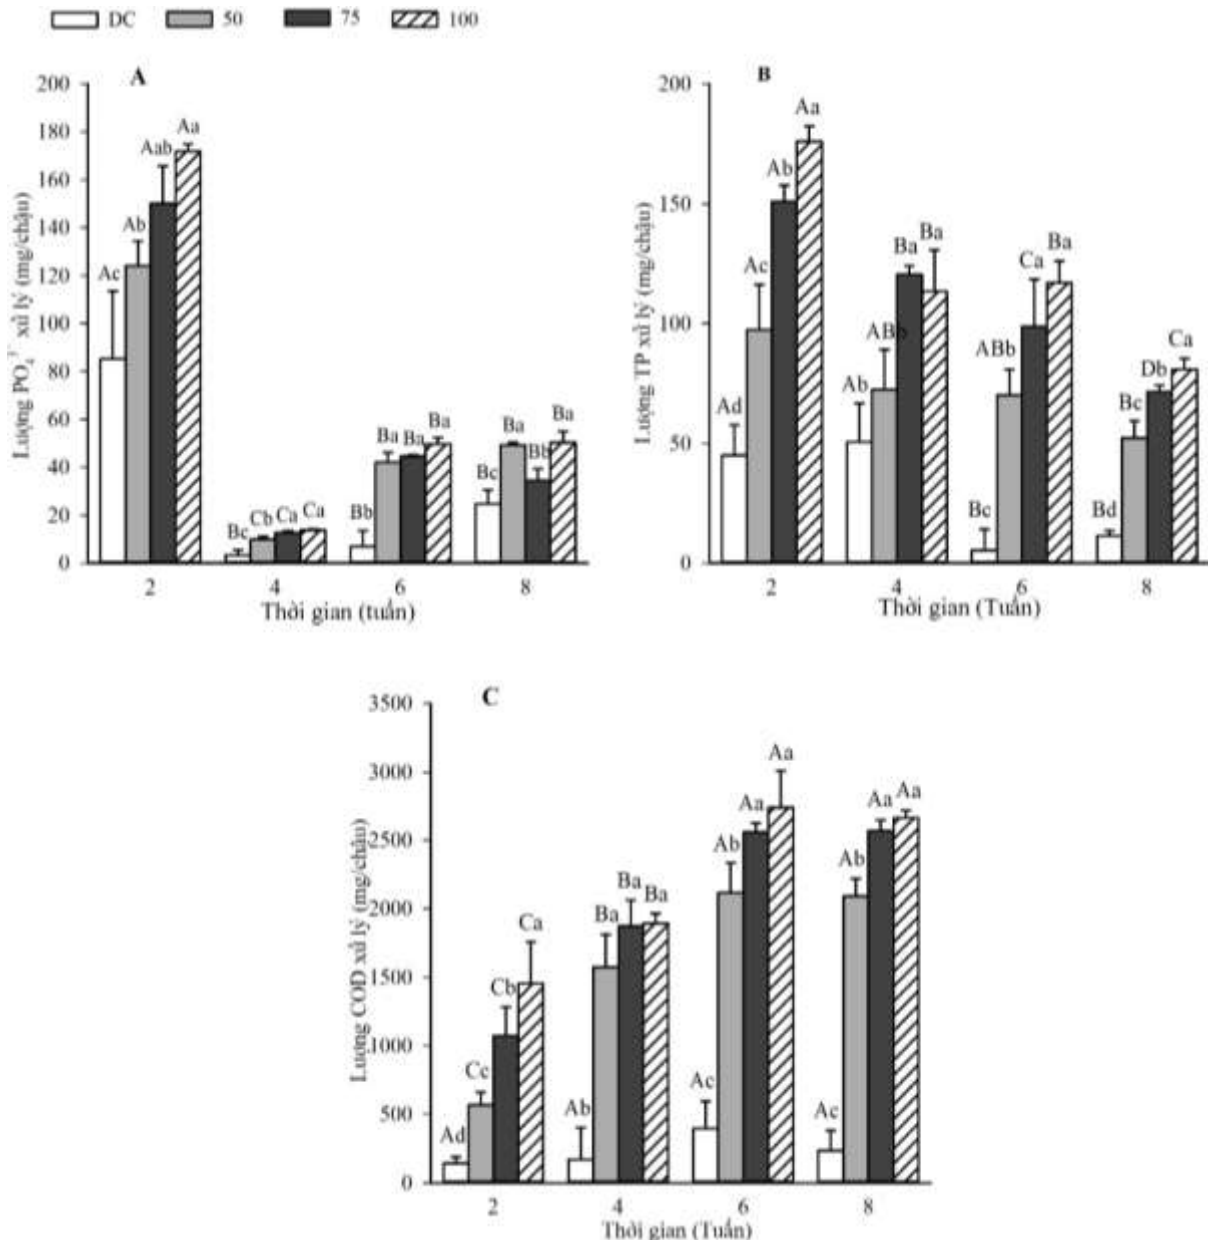 DC 50 75 100
A
200
180
160
140
120
100
80
60
40
20
0
Lượng PO₄³⁻ xử lý (mg/chậu)
Ac Ab Aab Aa
Bc Cb Ca Ca
Bb Ba Ba Ba
Bc Ba Bb Ba
2 4 6 8
Thời gian (tuần)
B
200
150
100
50
0
Lượng TP xử lý (mg/chậu)
Ad Ac Ab Aa
Ab ABb Ba Ba
Bc ABb Ca Ba
Bd Bc Db Ca
2 4 6 8
Thời gian (Tuần)
C
3500
3000
2500
2000
1500
1000
500
0
Lượng COD xử lý (mg/chậu)
Ad Cc Cb Ca
Ab Ba Ba Ba
Ac Ab Aa Aa
Ac Ab Aa Aa
2 4 6 8
Thời gian (Tuần)